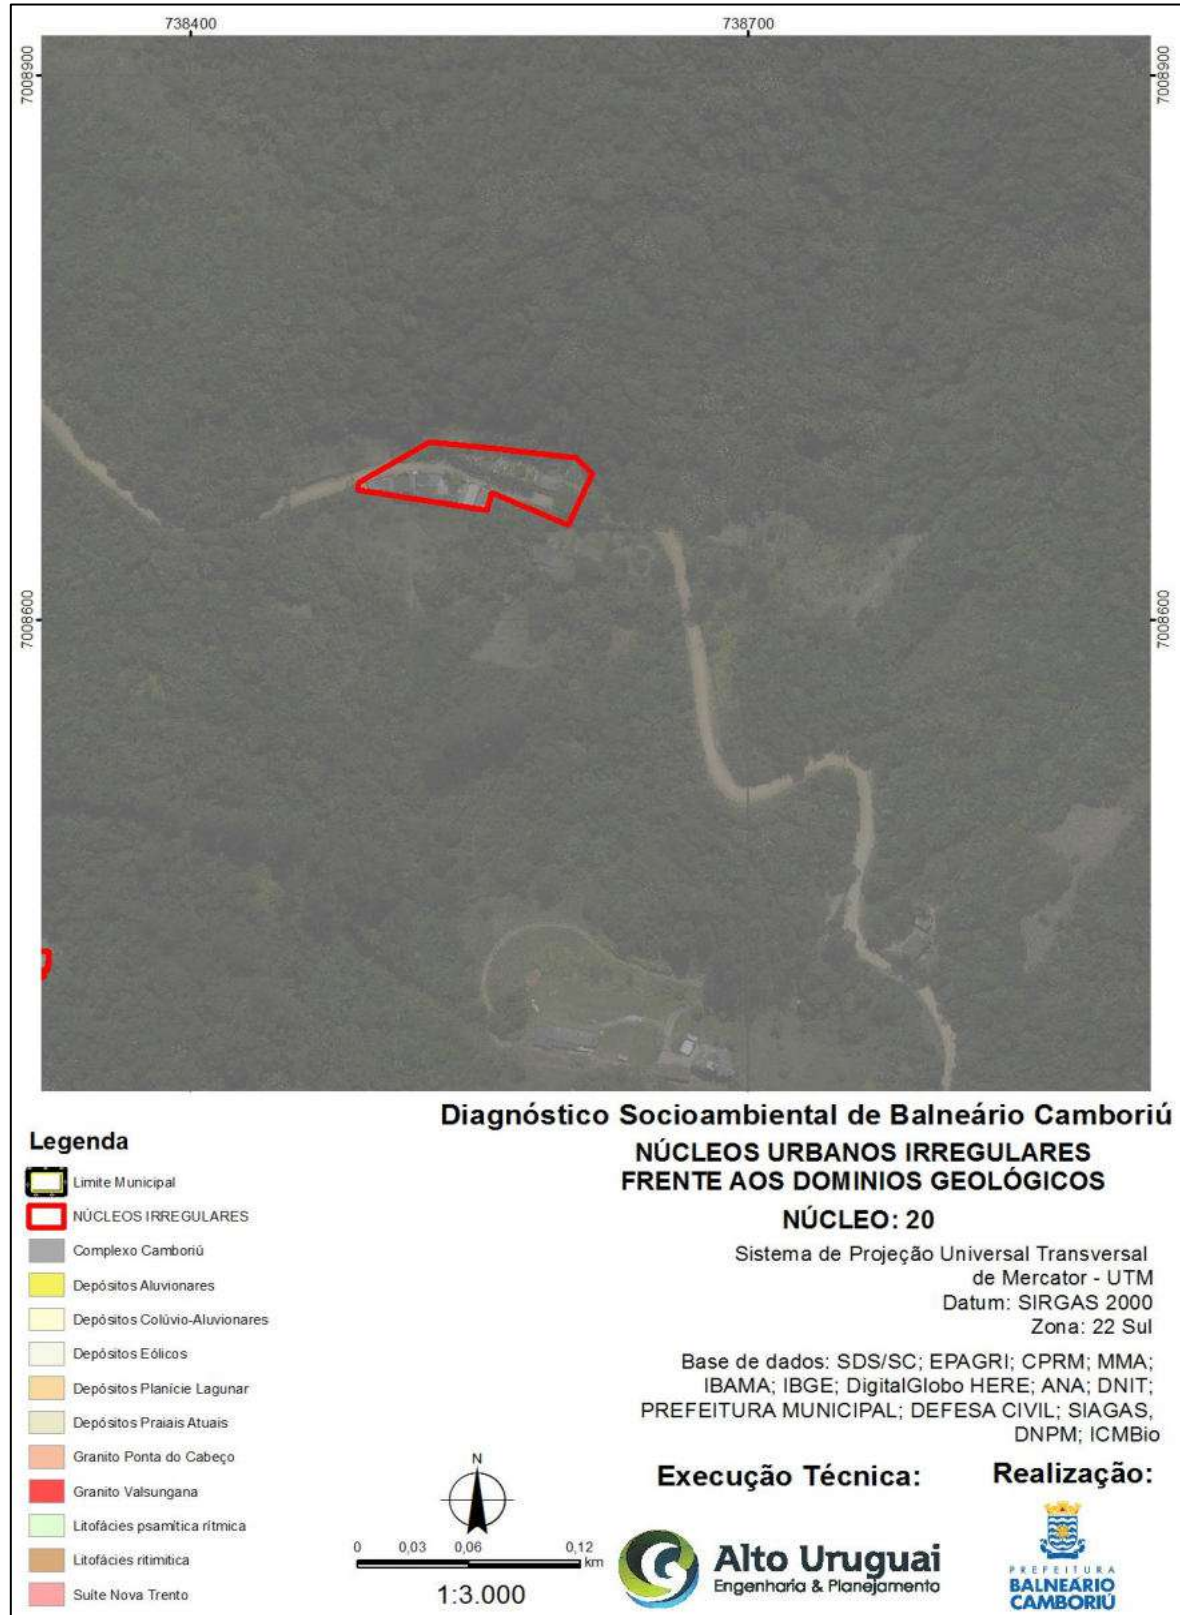 738400
738700
7008900
7008900
7008600
7008600
Diagnóstico Socioambiental de Balneário Camboriú
NÚCLEOS URBANOS IRREGULARES
FRENTE AOS DOMINIOS GEOLÓGICOS
NÚCLEO: 20
Sistema de Projeção Universal Transversal
de Mercator - UTM
Datum: SIRGAS 2000
Zona: 22 Sul
Base de dados: SDS/SC; EPAGRI; CPRM; MMA;
IBAMA; IBGE; DigitalGlobo HERE; ANA; DNIT;
PREFEITURA MUNICIPAL; DEFESA CIVIL; SIAGAS,
DNPM; ICMBio
Legenda
Limite Municipal
NÚCLEOS IRREGULARES
Complexo Camboriú
Depósitos Aluvionares
Depósitos Colúvio-Aluvionares
Depósitos Eólicos
Depósitos Planície Lagunar
Depósitos Praiais Atuais
Granito Ponta do Cabeço
Granito Valsungana
Litofácies psamítica rítmica
Litofácies ritimitica
Suíte Nova Trento
N
0 0,03 0,06 0,12
km
1:3.000
Execução Técnica:
Alto Uruguai
Engenharia & Planejamento
Realização:
PREFEITURA
BALNEÁRIO
CAMBORIÚ